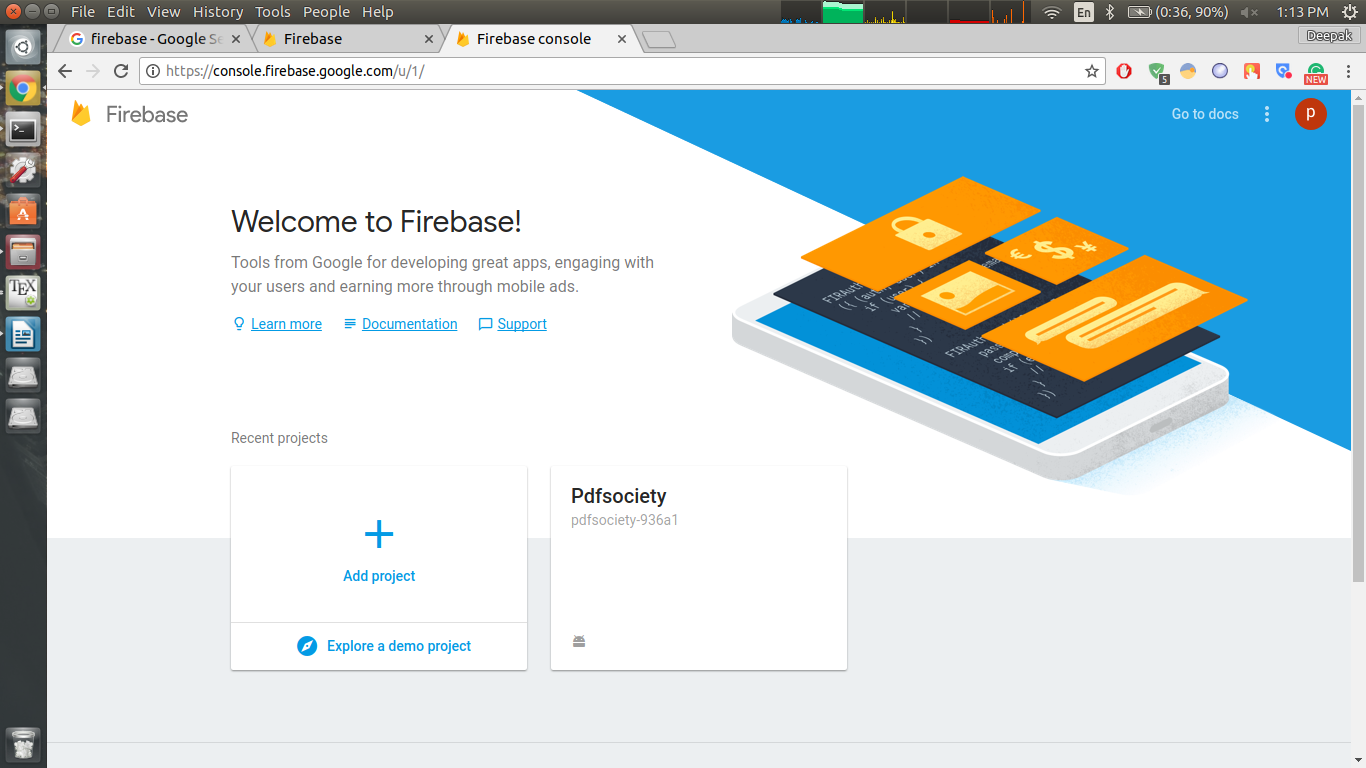 File Edit View History Tools People Help
En
(0:36, 90%)
1:13 PM
firebase - Google Se
Firebase
Firebase console
Deepak
https://console.firebase.google.com/u/1/
5
NEW
Firebase
Go to docs
p
Welcome to Firebase!
Tools from Google for developing great apps, engaging with
your users and earning more through mobile ads.
Learn more
Documentation
Support
Recent projects
Add project
Explore a demo project
Pdfsociety
pdfsociety-936a1
TEX